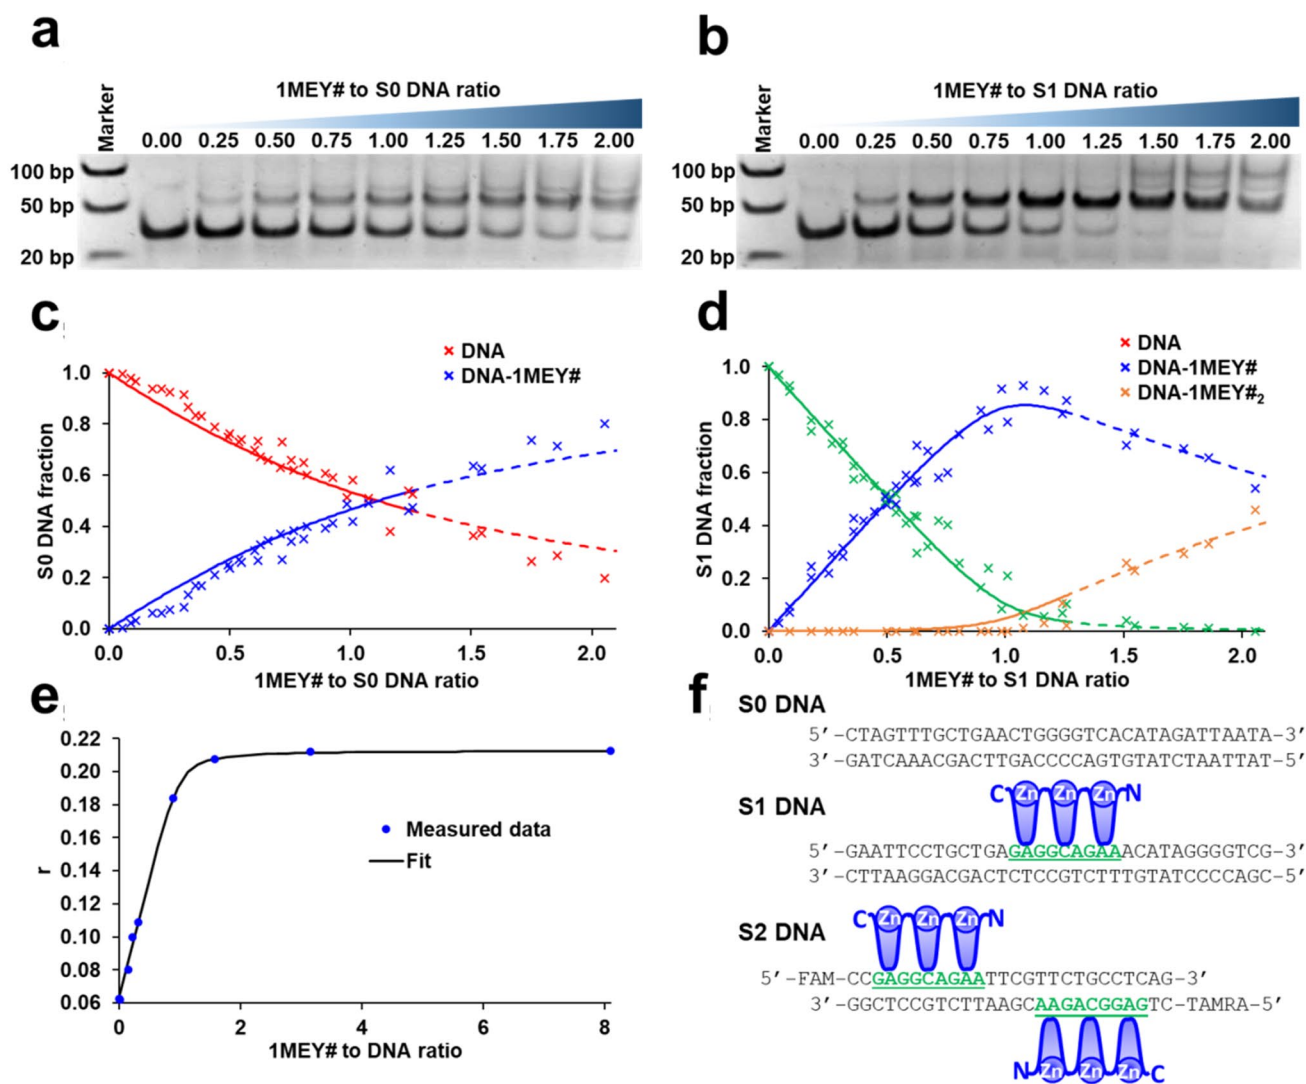 a
1MEY# to S0 DNA ratio
Marker
0.00 0.25 0.50 0.75 1.00 1.25 1.50 1.75 2.00
100 bp
50 bp
20 bp
b
1MEY# to S1 DNA ratio
Marker
0.00 0.25 0.50 0.75 1.00 1.25 1.50 1.75 2.00
100 bp
50 bp
20 bp
c
DNA
DNA-1MEY#
S0 DNA fraction
1.0
0.8
0.6
0.4
0.2
0.0
0.0 0.5 1.0 1.5 2.0
1MEY# to S0 DNA ratio
d
DNA
DNA-1MEY#
DNA-1MEY#₂
S1 DNA fraction
1.0
0.8
0.6
0.4
0.2
0.0
0.0 0.5 1.0 1.5 2.0
1MEY# to S1 DNA ratio
e
r
0.22
0.20
0.18
0.16
0.14
0.12
0.10
0.08
0.06
Measured data
Fit
0 2 4 6 8
1MEY# to DNA ratio
f
S0 DNA
5′-CTAGTTTGCTGAACTGGGGTCACATAGATTAATA-3′
3′-GATCAAACGACTTGACCCCAGTGTATCTAATTAT-5′
S1 DNA
C Zn Zn Zn N
5′-GAATTCCTGCTGAGAGGCAGAAACATAGGGGTCG-3′
3′-CTTAAGGACGACTCTCCGTCTTTGTATCCCCAGC-5′
S2 DNA
C Zn Zn Zn N
5′-FAM-CCGAGGCAGAATTCGTTCTGCCTCAG-3′
3′-GGCTCCGTCTTAAGCAAGACGGAGTC-TAMRA-5′
N Zn Zn Zn C